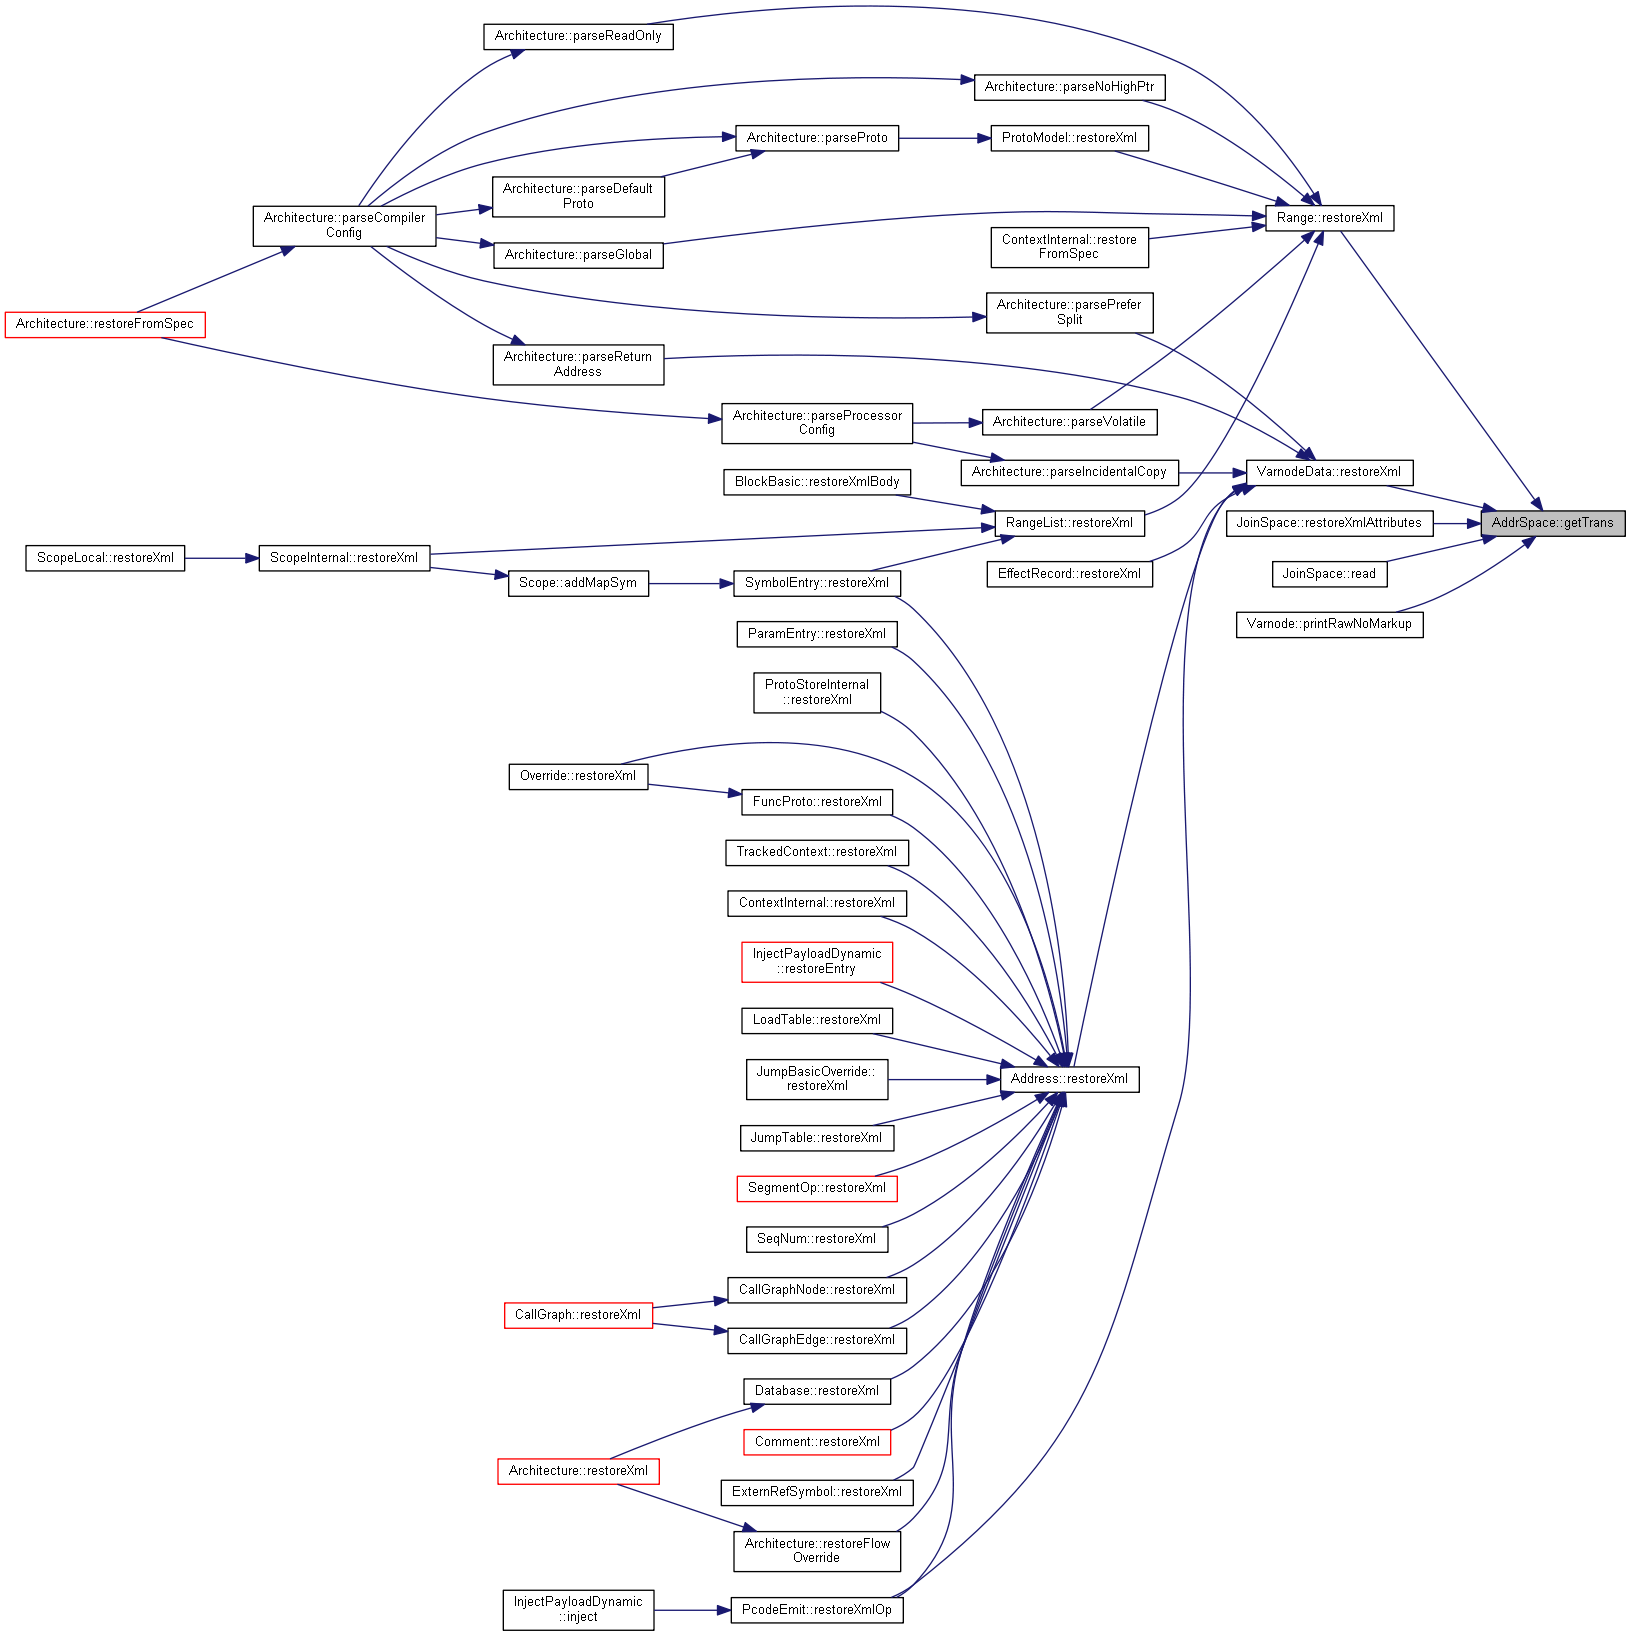 Architecture::parseReadOnly
Architecture::parseNoHighPtr
Architecture::parseProto
ProtoModel::restoreXml
Architecture::parseDefault
Proto
Architecture::parseCompiler
Config
Range::restoreXml
ContextInternal::restore
FromSpec
Architecture::parseGlobal
Architecture::parsePrefer
Split
Architecture::restoreFromSpec
Architecture::parseReturn
Address
Architecture::parseProcessor
Config
Architecture::parseVolatile
Architecture::parseIncidentalCopy
VarnodeData::restoreXml
BlockBasic::restoreXmlBody
RangeList::restoreXml
JoinSpace::restoreXmlAttributes
AddrSpace::getTrans
ScopeLocal::restoreXml
ScopeInternal::restoreXml
Scope::addMapSym
SymbolEntry::restoreXml
EffectRecord::restoreXml
JoinSpace::read
Varnode::printRawNoMarkup
ParamEntry::restoreXml
ProtoStoreInternal
::restoreXml
Override::restoreXml
FuncProto::restoreXml
TrackedContext::restoreXml
ContextInternal::restoreXml
InjectPayloadDynamic
::restoreEntry
LoadTable::restoreXml
JumpBasicOverride::
restoreXml
Address::restoreXml
JumpTable::restoreXml
SegmentOp::restoreXml
SeqNum::restoreXml
CallGraphNode::restoreXml
CallGraph::restoreXml
CallGraphEdge::restoreXml
Database::restoreXml
Comment::restoreXml
Architecture::restoreXml
ExternRefSymbol::restoreXml
Architecture::restoreFlow
Override
InjectPayloadDynamic
::inject
PcodeEmit::restoreXmlOp